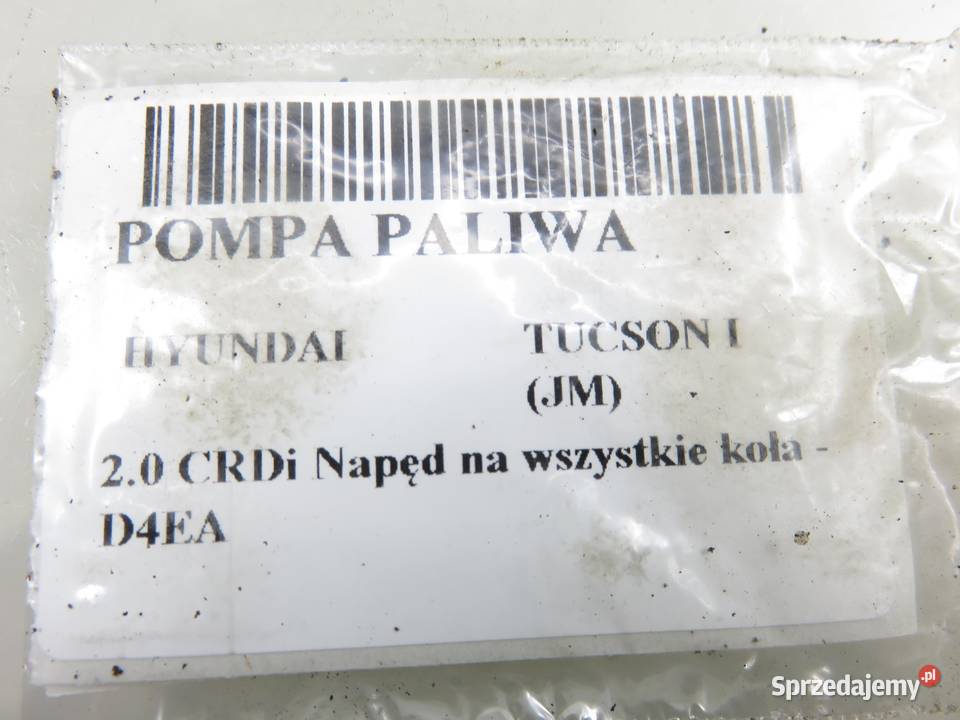 POMPA PALIWA
HYUNDAI TUCSON I
(JM)
2.0 CRDi Napęd na wszystkie koła -
D4EA
Sprzedajemy.pl